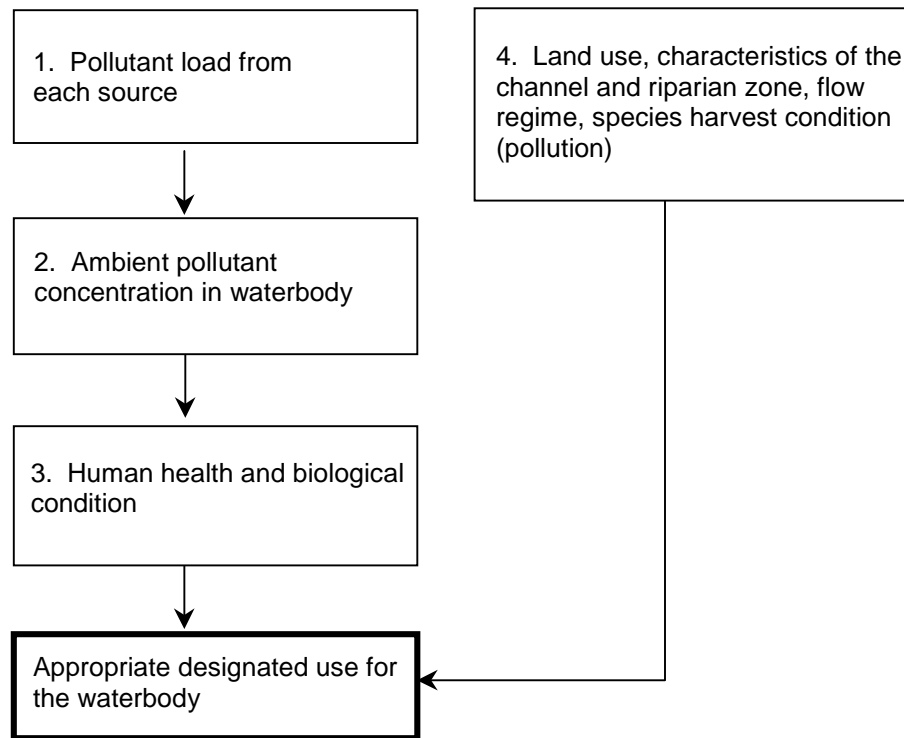 1. Pollutant load from
each source
4. Land use, characteristics of the
channel and riparian zone, flow
regime, species harvest condition
(pollution)
2. Ambient pollutant
concentration in waterbody
3. Human health and biological
condition
Appropriate designated use for
the waterbody